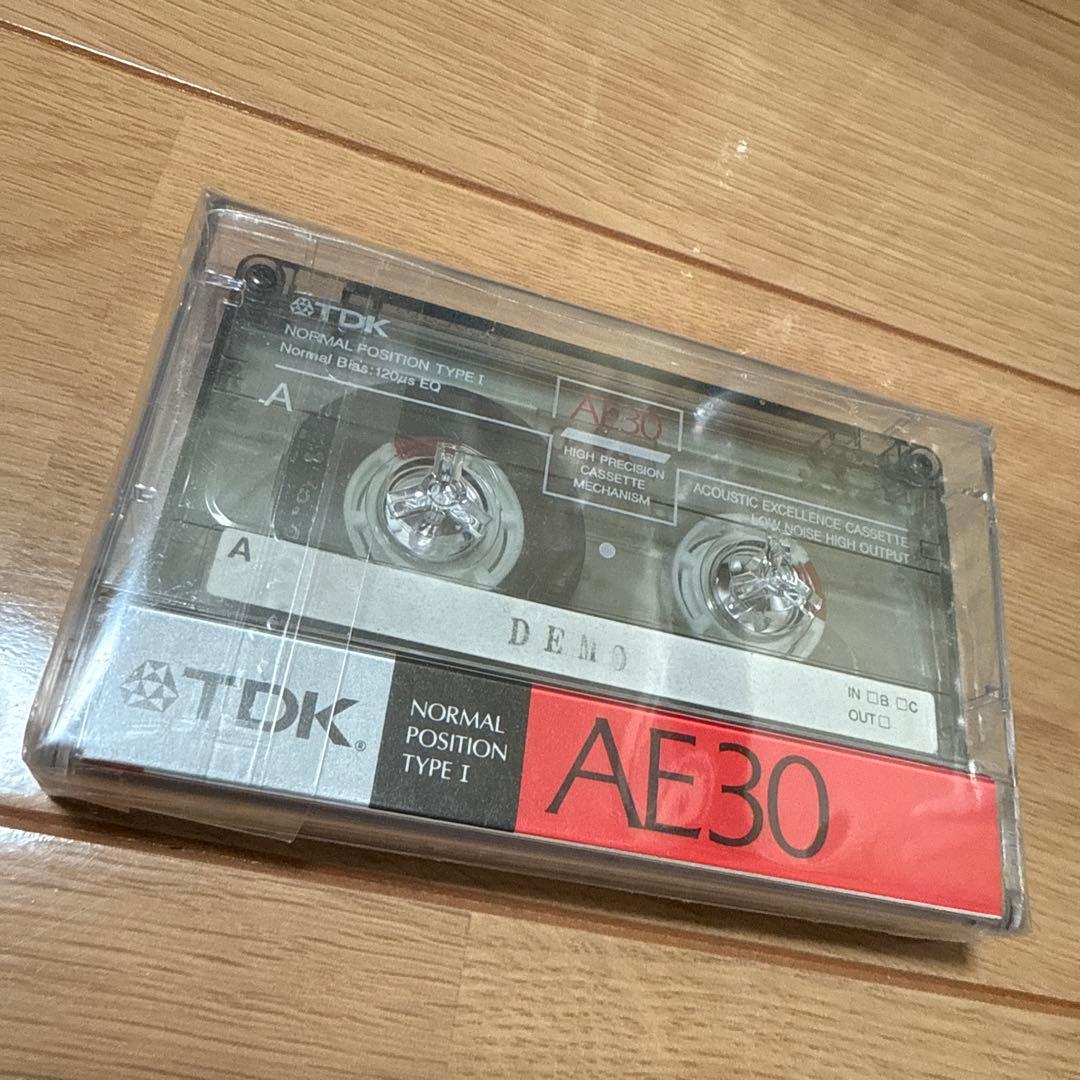 TDK
NORMAL POSITION TYPE I
Normal Bias:120µs EQ
A
AE30
HIGH PRECISION
CASSETTE
MECHANISM
ACOUSTIC EXCELLENCE CASSETTE
LOW NOISE HIGH OUTPUT
A
DEMO
IN □B □C
OUT □
TDK®
NORMAL
POSITION
TYPE I
AE30